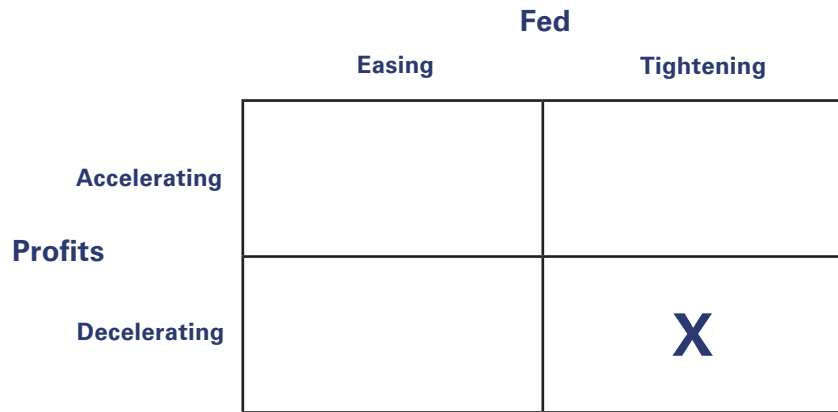 Fed
Easing Tightening
Accelerating
Profits
Decelerating X